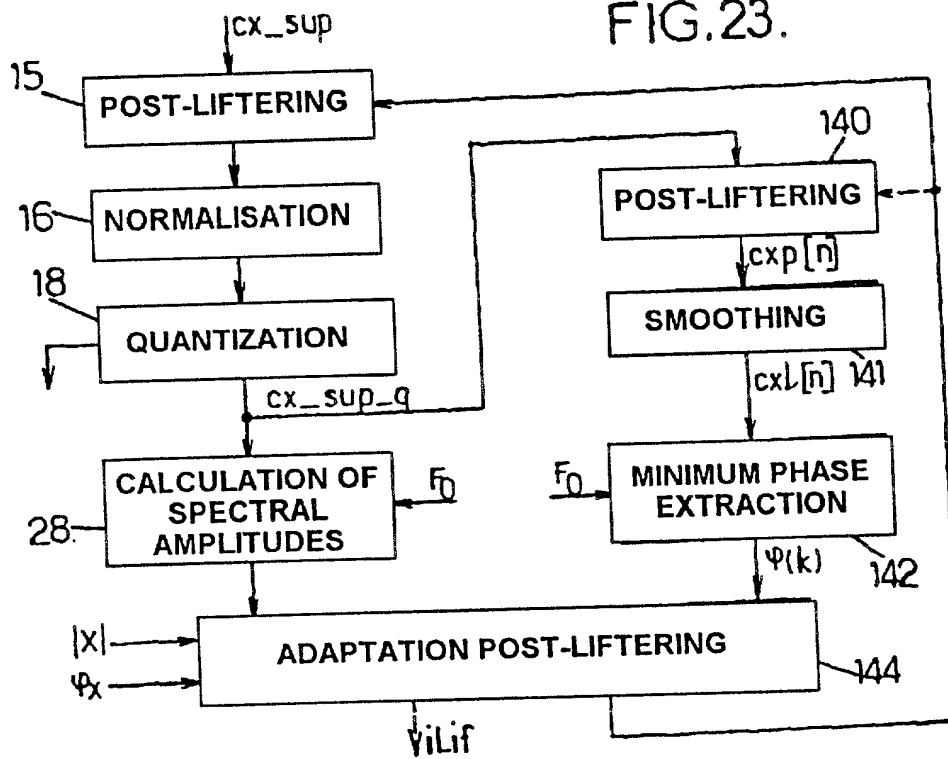 FIG.23.
cx_sup
15
POST-LIFTERING
140
POST-LIFTERING
16
NORMALISATION
cxp[n]
18
QUANTIZATION
SMOOTHING
141
cxl[n]
cx_sup_q
CALCULATION OF
SPECTRAL
AMPLITUDES
28
F0
F0
MINIMUM PHASE
EXTRACTION
142
φ(k)
|X|
φx
ADAPTATION POST-LIFTERING
144
iLif